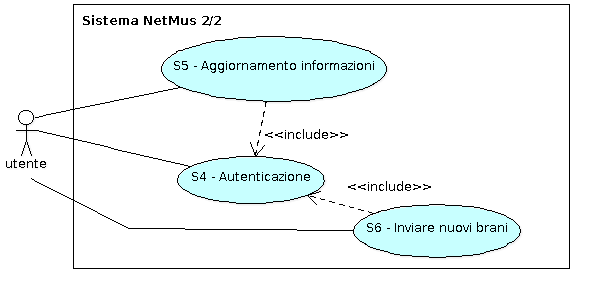 Sistema NetMus 2/2
S5 - Aggiornamento informazioni
<<include>>
utente
S4 - Autenticazione
<<include>>
S6 - Inviare nuovi brani